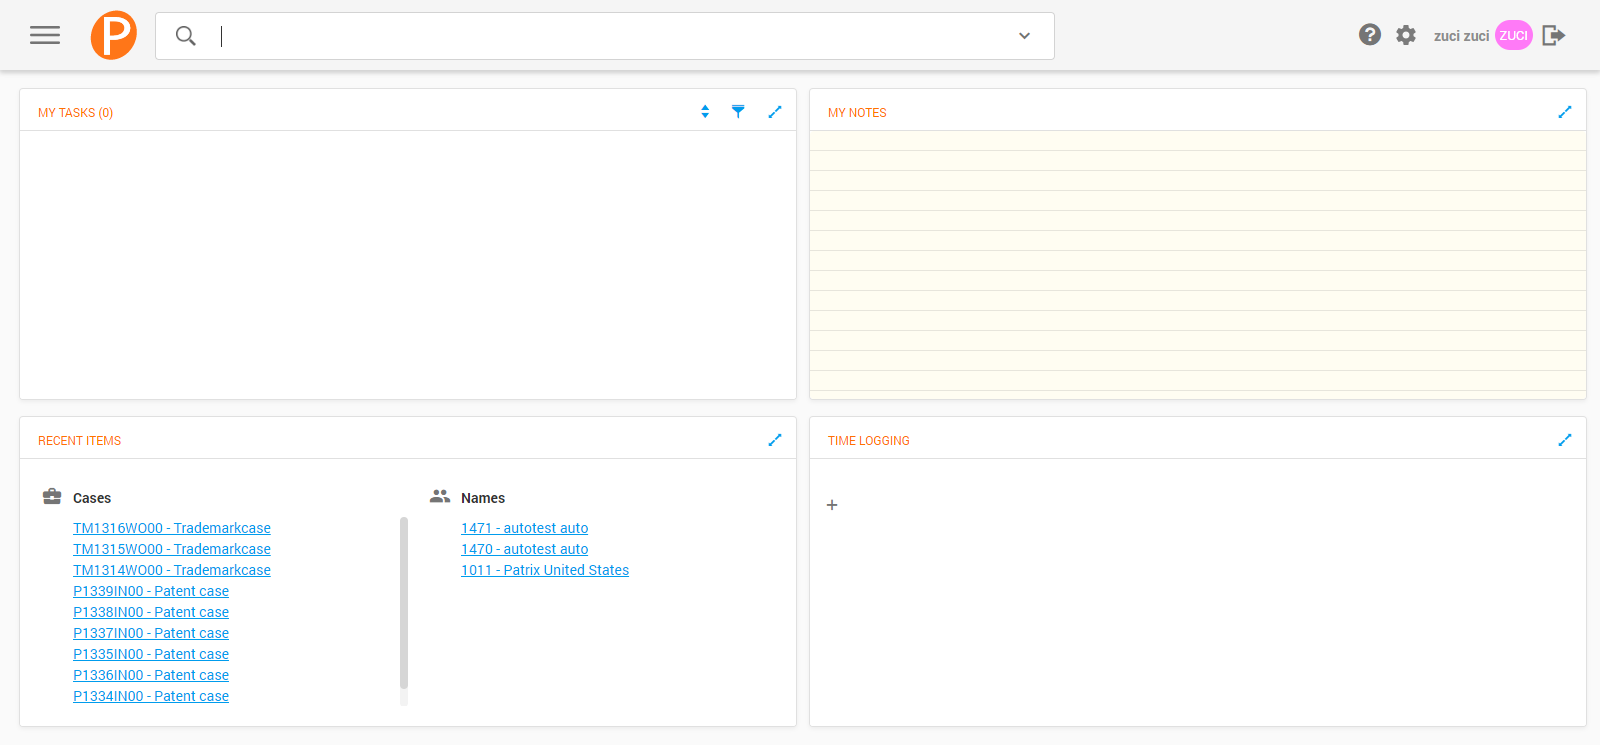 P
zuci zuci ZUCI
MY TASKS (0)
MY NOTES
RECENT ITEMS
Cases
TM1316WO00 - Trademarkcase
TM1315WO00 - Trademarkcase
TM1314WO00 - Trademarkcase
P1339IN00 - Patent case
P1338IN00 - Patent case
P1337IN00 - Patent case
P1335IN00 - Patent case
P1336IN00 - Patent case
P1334IN00 - Patent case
Names
1471 - autotest auto
1470 - autotest auto
1011 - Patrix United States
TIME LOGGING
+